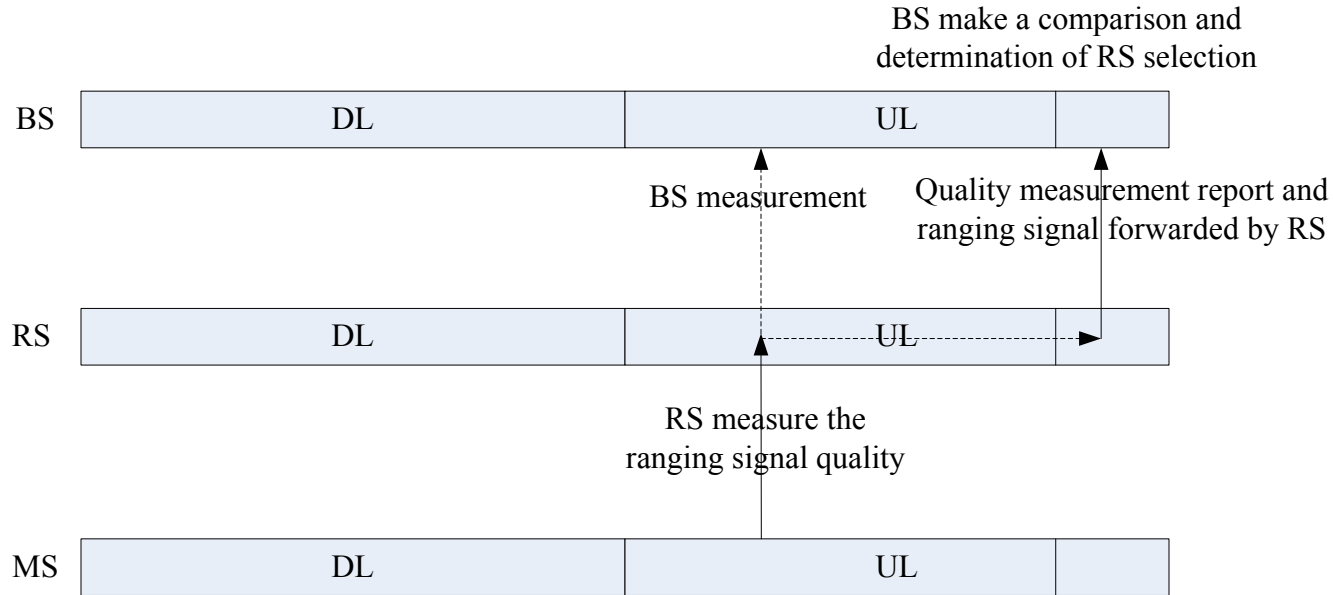 BS make a comparison and
determination of RS selection
BS
DL
UL
BS measurement
Quality measurement report and
ranging signal forwarded by RS
RS
DL
UL
RS measure the
ranging signal quality
MS
DL
UL